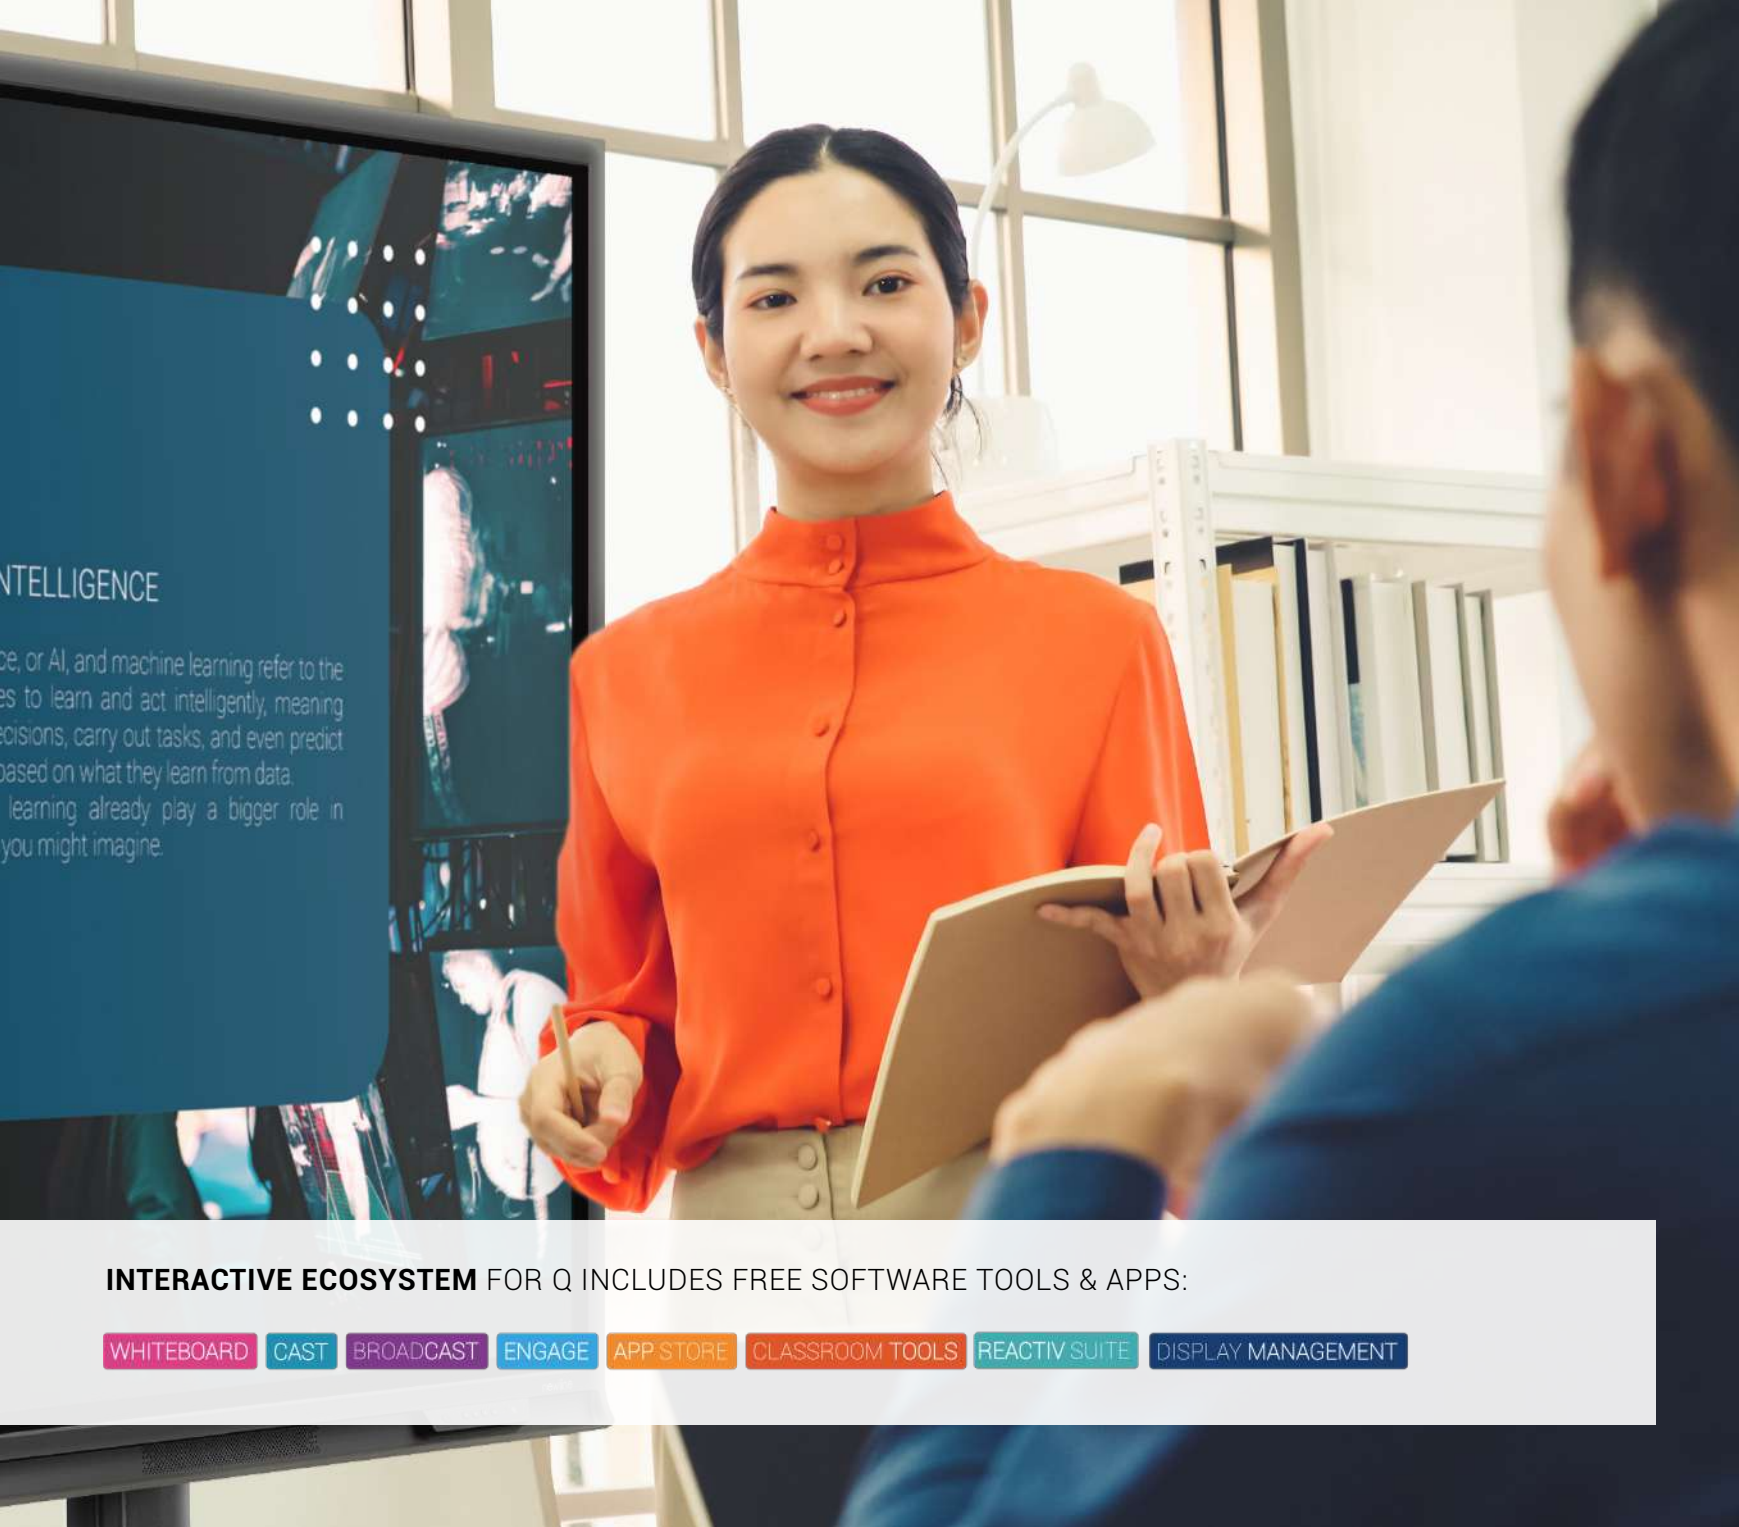 NTELLIGENCE
ce, or AI, and machine learning refer to the
es to learn and act intelligently, meaning
ecisions, carry out tasks, and even predict
based on what they learn from data.
learning already play a bigger role in
you might imagine.
INTERACTIVE ECOSYSTEM FOR Q INCLUDES FREE SOFTWARE TOOLS & APPS:
WHITEBOARD CAST BROADCAST ENGAGE APP STORE CLASSROOM TOOLS REACTIV SUITE DISPLAY MANAGEMENT